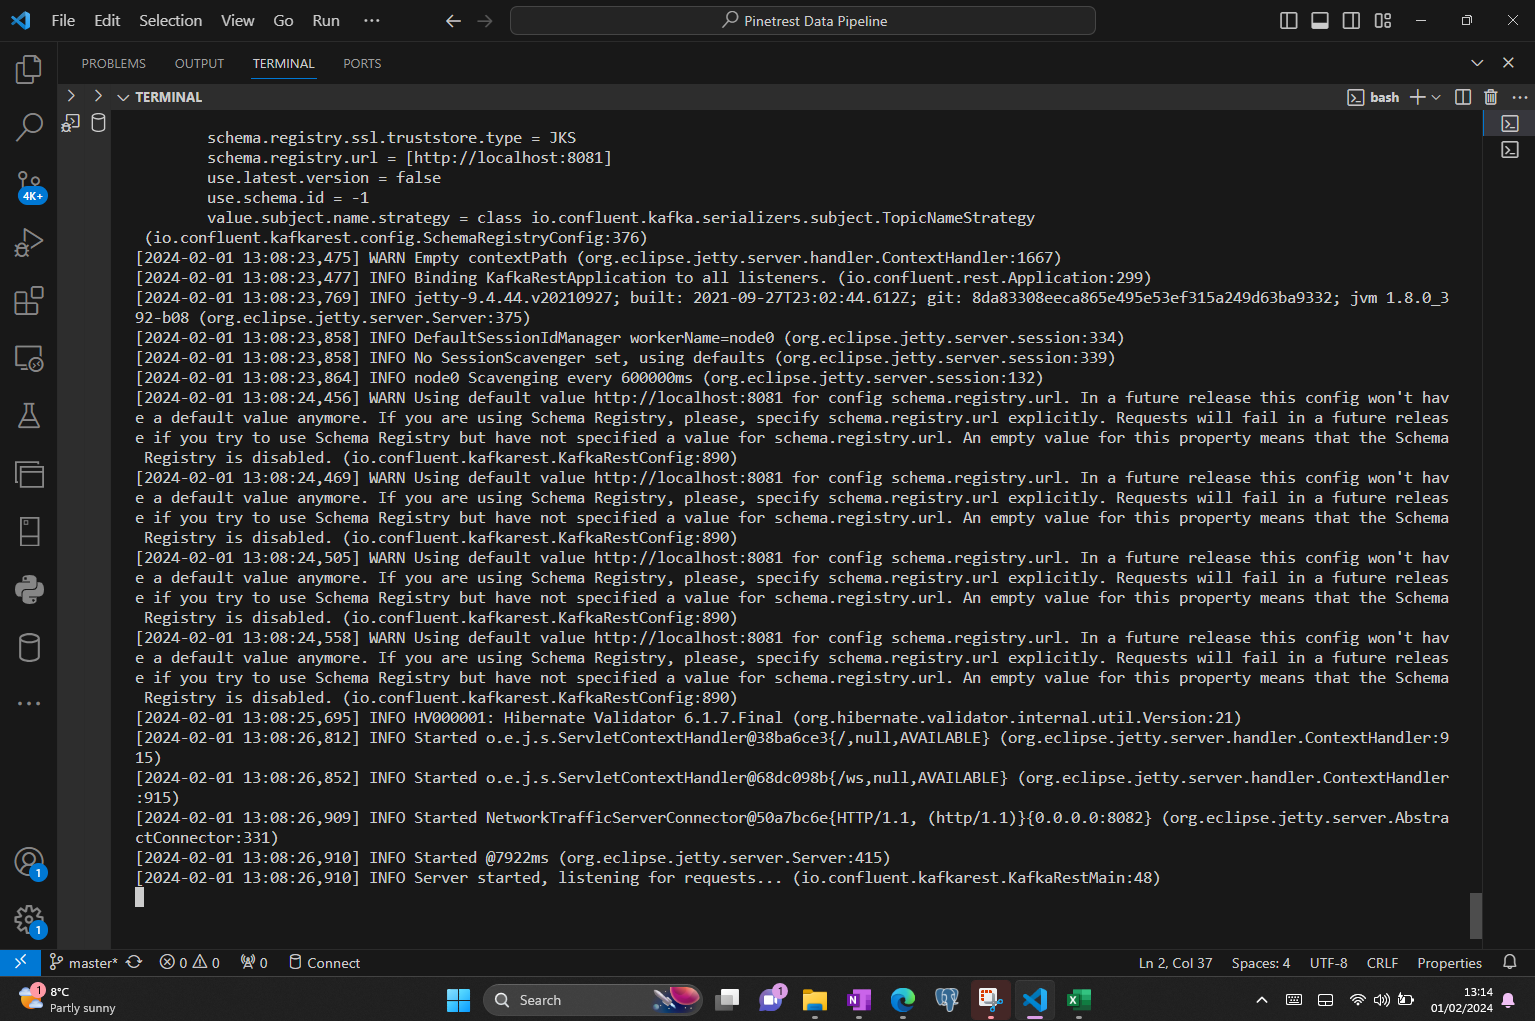 File Edit Selection View Go Run ··· Pinetrest Data Pipeline
PROBLEMS OUTPUT TERMINAL PORTS
TERMINAL bash
schema.registry.ssl.truststore.type = JKS
schema.registry.url = [http://localhost:8081]
use.latest.version = false
use.schema.id = -1
value.subject.name.strategy = class io.confluent.kafka.serializers.subject.TopicNameStrategy
(io.confluent.kafkarest.config.SchemaRegistryConfig:376)
[2024-02-01 13:08:23,475] WARN Empty contextPath (org.eclipse.jetty.server.handler.ContextHandler:1667)
[2024-02-01 13:08:23,477] INFO Binding KafkaRestApplication to all listeners. (io.confluent.rest.Application:299)
[2024-02-01 13:08:23,769] INFO jetty-9.4.44.v20210927; built: 2021-09-27T23:02:44.612Z; git: 8da83308eeca865e495e53ef315a249d63ba9332; jvm 1.8.0_3
92-b08 (org.eclipse.jetty.server.Server:375)
[2024-02-01 13:08:23,858] INFO DefaultSessionIdManager workerName=node0 (org.eclipse.jetty.server.session:334)
[2024-02-01 13:08:23,858] INFO No SessionScavenger set, using defaults (org.eclipse.jetty.server.session:339)
[2024-02-01 13:08:23,864] INFO node0 Scavenging every 600000ms (org.eclipse.jetty.server.session:132)
[2024-02-01 13:08:24,456] WARN Using default value http://localhost:8081 for config schema.registry.url. In a future release this config won't hav
e a default value anymore. If you are using Schema Registry, please, specify schema.registry.url explicitly. Requests will fail in a future releas
e if you try to use Schema Registry but have not specified a value for schema.registry.url. An empty value for this property means that the Schema
Registry is disabled. (io.confluent.kafkarest.KafkaRestConfig:890)
[2024-02-01 13:08:24,469] WARN Using default value http://localhost:8081 for config schema.registry.url. In a future release this config won't hav
e a default value anymore. If you are using Schema Registry, please, specify schema.registry.url explicitly. Requests will fail in a future releas
e if you try to use Schema Registry but have not specified a value for schema.registry.url. An empty value for this property means that the Schema
Registry is disabled. (io.confluent.kafkarest.KafkaRestConfig:890)
[2024-02-01 13:08:24,505] WARN Using default value http://localhost:8081 for config schema.registry.url. In a future release this config won't hav
e a default value anymore. If you are using Schema Registry, please, specify schema.registry.url explicitly. Requests will fail in a future releas
e if you try to use Schema Registry but have not specified a value for schema.registry.url. An empty value for this property means that the Schema
Registry is disabled. (io.confluent.kafkarest.KafkaRestConfig:890)
[2024-02-01 13:08:24,558] WARN Using default value http://localhost:8081 for config schema.registry.url. In a future release this config won't hav
e a default value anymore. If you are using Schema Registry, please, specify schema.registry.url explicitly. Requests will fail in a future releas
e if you try to use Schema Registry but have not specified a value for schema.registry.url. An empty value for this property means that the Schema
Registry is disabled. (io.confluent.kafkarest.KafkaRestConfig:890)
[2024-02-01 13:08:25,695] INFO HV000001: Hibernate Validator 6.1.7.Final (org.hibernate.validator.internal.util.Version:21)
[2024-02-01 13:08:26,812] INFO Started o.e.j.s.ServletContextHandler@38ba6ce3{/,null,AVAILABLE} (org.eclipse.jetty.server.handler.ContextHandler:9
15)
[2024-02-01 13:08:26,852] INFO Started o.e.j.s.ServletContextHandler@68dc098b{/ws,null,AVAILABLE} (org.eclipse.jetty.server.handler.ContextHandler
:915)
[2024-02-01 13:08:26,909] INFO Started NetworkTrafficServerConnector@50a7bc6e{HTTP/1.1, (http/1.1)}{0.0.0.0:8082} (org.eclipse.jetty.server.Abstra
ctConnector:331)
[2024-02-01 13:08:26,910] INFO Started @7922ms (org.eclipse.jetty.server.Server:415)
[2024-02-01 13:08:26,910] INFO Server started, listening for requests... (io.confluent.kafkarest.KafkaRestMain:48)
4K+
1
1
master* 0 0 0 Connect Ln 2, Col 37 Spaces: 4 UTF-8 CRLF Properties
1 8°C
Partly sunny
Search
1
13:14
01/02/2024